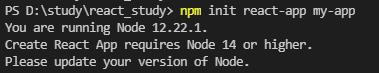 PS D:\study\react_study> npm init react-app my-app
You are running Node 12.22.1.
Create React App requires Node 14 or higher.
Please update your version of Node.